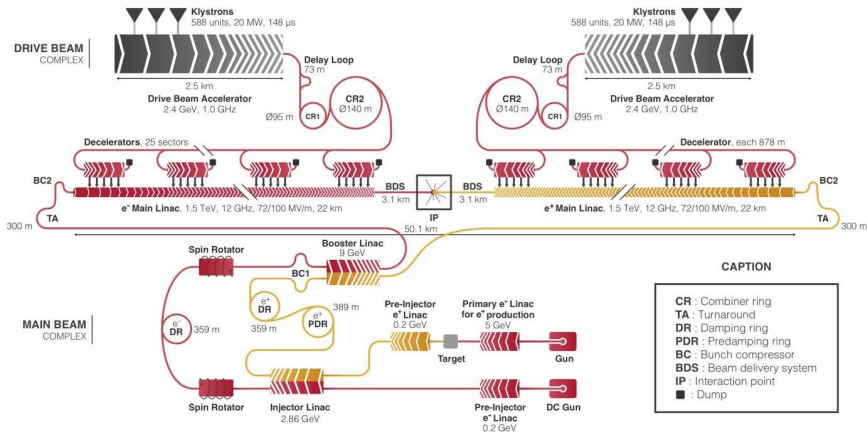 Klystrons
588 units, 20 MW, 148 µs
Klystrons
588 units, 20 MW, 148 µs
DRIVE BEAM
COMPLEX
Delay Loop
73 m
Delay Loop
73 m
2.5 km
2.5 km
Drive Beam Accelerator
2.4 GeV, 1.0 GHz
Drive Beam Accelerator
2.4 GeV, 1.0 GHz
CR2
Ø140 m
CR1
Ø95 m
CR2
Ø140 m
CR1
Ø95 m
Decelerators, 25 sectors
Decelerator, each 878 m
BC2
BC2
BDS
3.1 km
BDS
3.1 km
IP
e⁻ Main Linac, 1.5 TeV, 12 GHz, 72/100 MV/m, 22 km
e⁺ Main Linac, 1.5 TeV, 12 GHz, 72/100 MV/m, 22 km
TA
300 m
TA
300 m
50.1 km
Spin Rotator
Booster Linac
9 GeV
BC1
MAIN BEAM
COMPLEX
e⁻
DR
359 m
e⁺
DR
359 m
e⁺
PDR
389 m
Pre-Injector
e⁺ Linac
0.2 GeV
Primary e⁻ Linac
for e⁺ production
5 GeV
Target
Gun
Spin Rotator
Injector Linac
2.86 GeV
Pre-Injector
e⁻ Linac
0.2 GeV
DC Gun
CAPTION
CR : Combiner ring
TA : Turnaround
DR : Damping ring
PDR : Predamping ring
BC : Bunch compressor
BDS : Beam delivery system
IP : Interaction point
: Dump